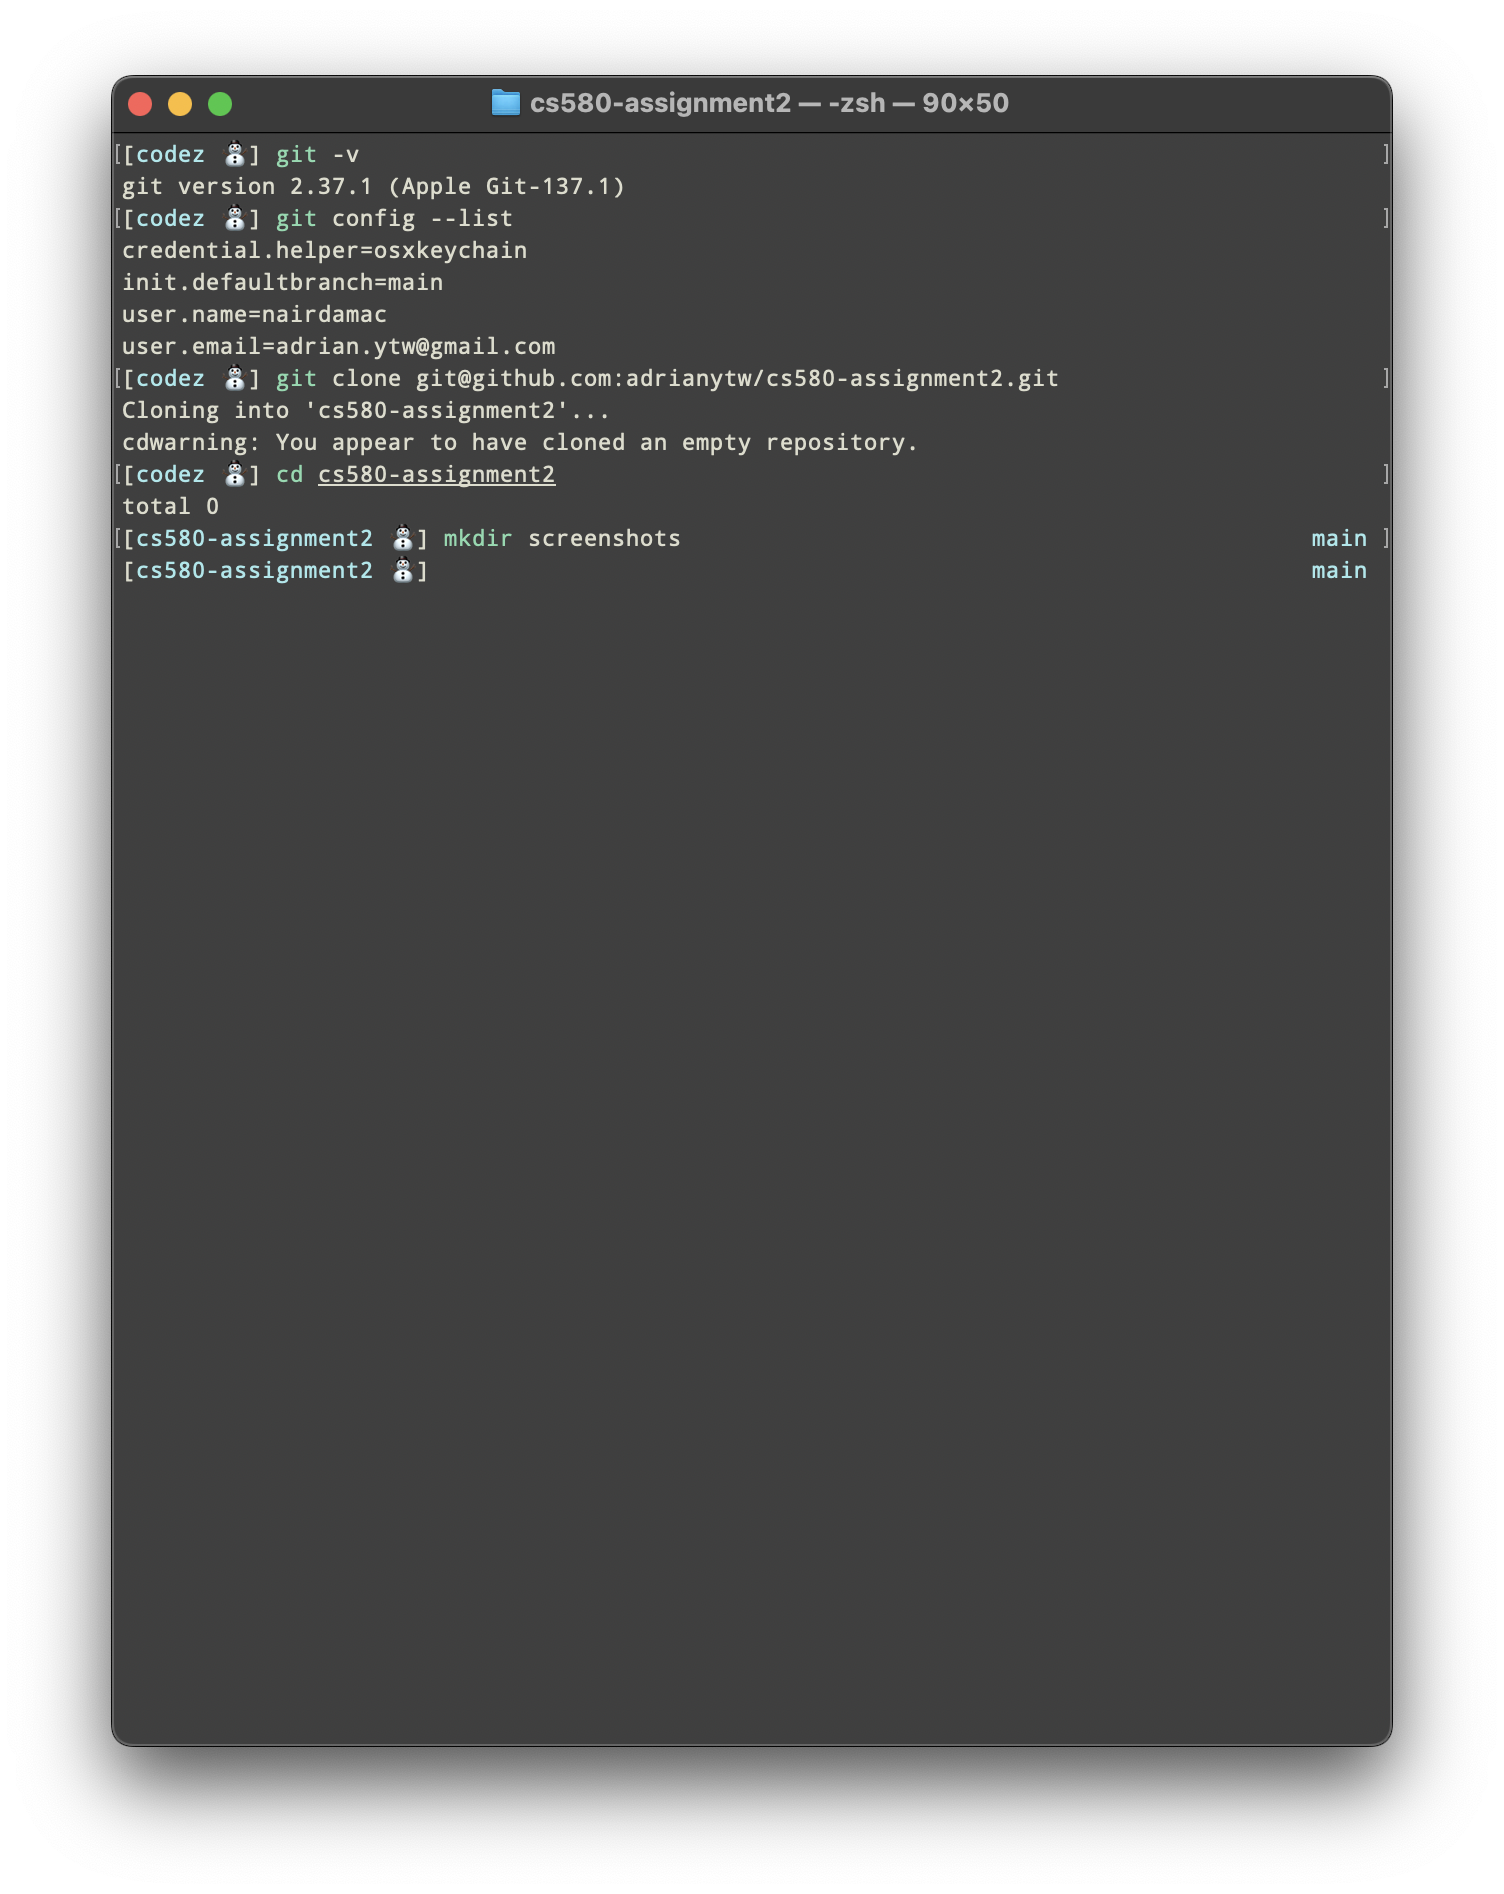 cs580-assignment2 — -zsh — 90×50
[[codez ☃️] git -v ]
git version 2.37.1 (Apple Git-137.1)
[[codez ☃️] git config --list ]
credential.helper=osxkeychain
init.defaultbranch=main
user.name=nairdamac
user.email=adrian.ytw@gmail.com
[[codez ☃️] git clone git@github.com:adrianytw/cs580-assignment2.git ]
Cloning into 'cs580-assignment2'...
cdwarning: You appear to have cloned an empty repository.
[[codez ☃️] cd cs580-assignment2 ]
total 0
[[cs580-assignment2 ☃️] mkdir screenshots main ]
[cs580-assignment2 ☃️] main